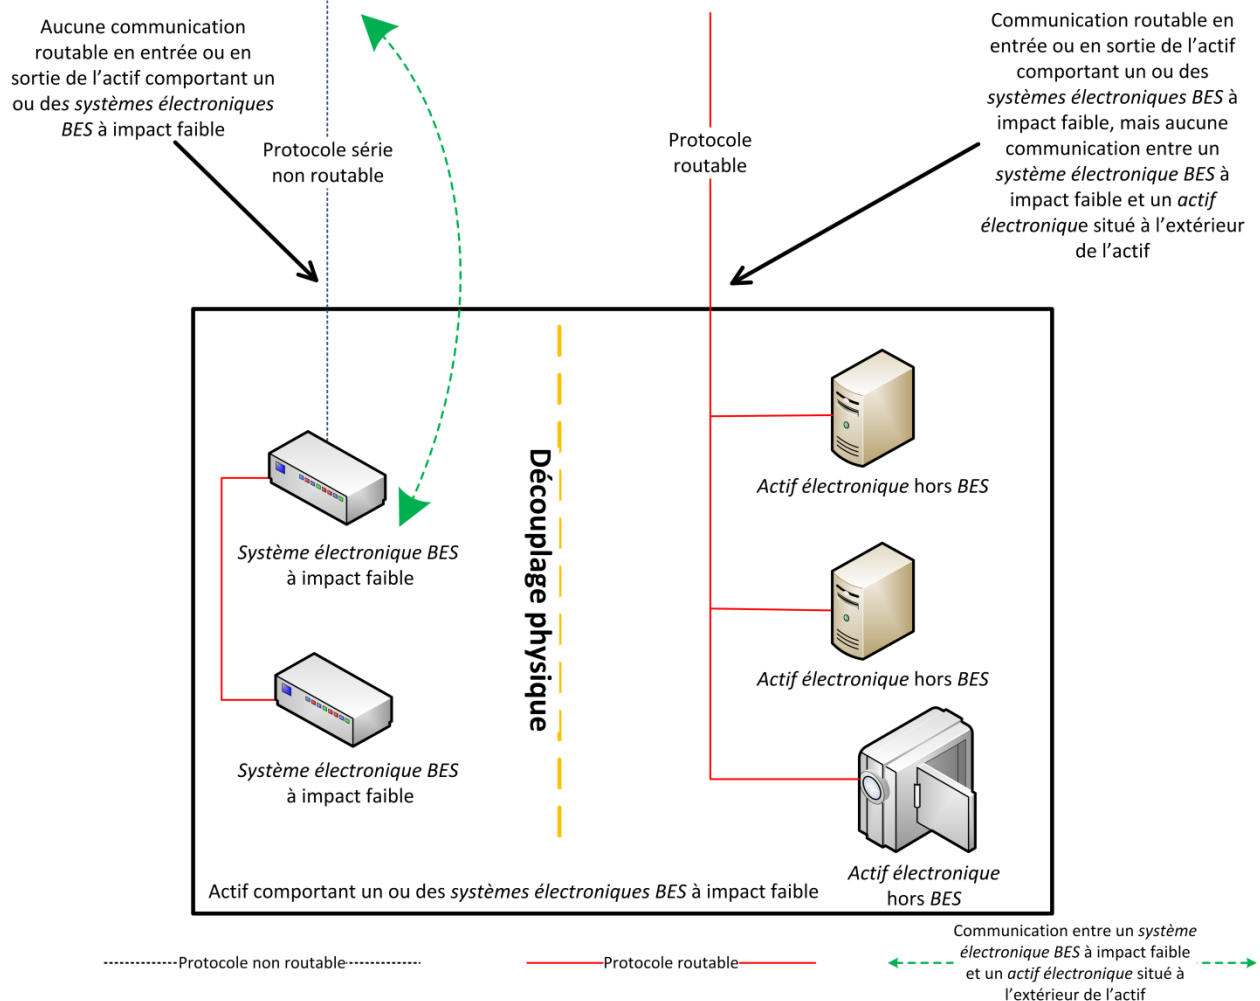 Aucune communication
routable en entrée ou en
sortie de l’actif comportant un
ou des systèmes électroniques
BES à impact faible
Protocole série
non routable
Protocole
routable
Communication routable en
entrée ou en sortie de l’actif
comportant un ou des
systèmes électroniques BES à
impact faible, mais aucune
communication entre un
système électronique BES à
impact faible et un actif
électronique situé à l’extérieur
de l’actif
Système électronique BES
à impact faible
Système électronique BES
à impact faible
Découplage physique
Actif électronique hors BES
Actif électronique hors BES
Actif électronique
hors BES
Actif comportant un ou des systèmes électroniques BES à impact faible
Protocole non routable
Protocole routable
Communication entre un système
électronique BES à impact faible
et un actif électronique situé à
l’extérieur de l’actif